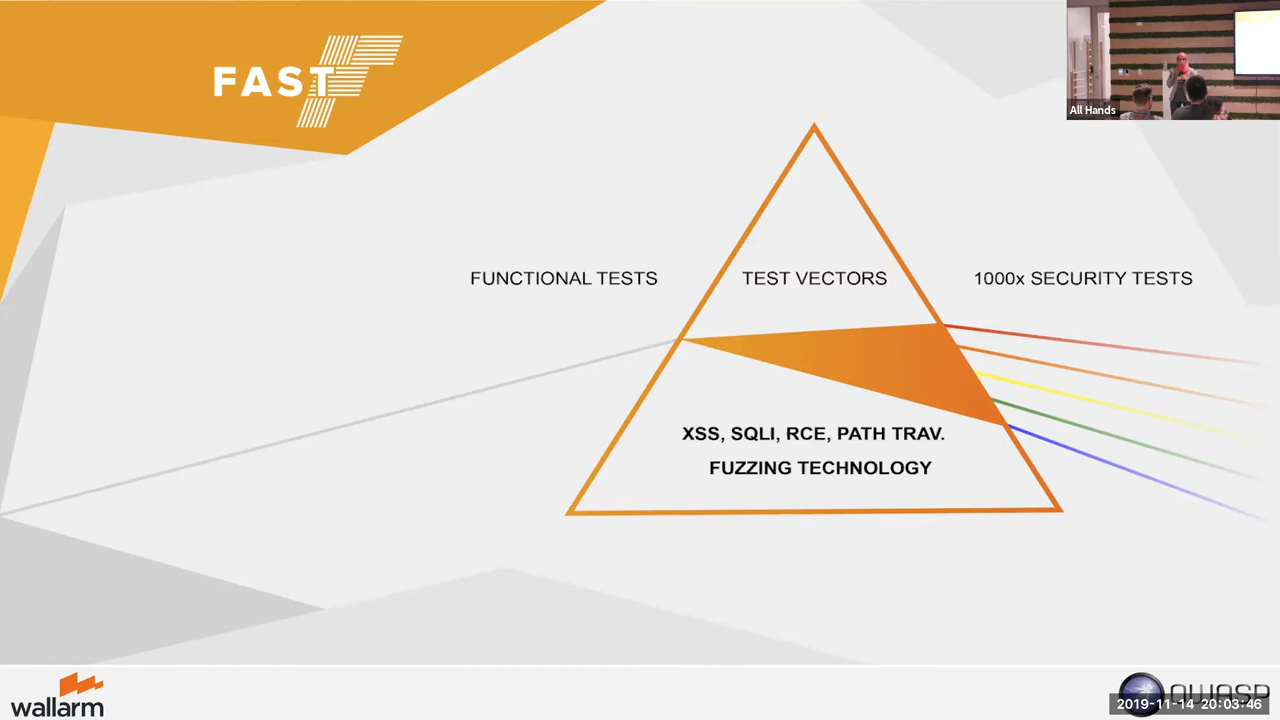 FAST
All Hands
FUNCTIONAL TESTS
TEST VECTORS
1000x SECURITY TESTS
XSS, SQLI, RCE, PATH TRAV.
FUZZING TECHNOLOGY
wallarm
OWASP
2019-11-14 20:03:46